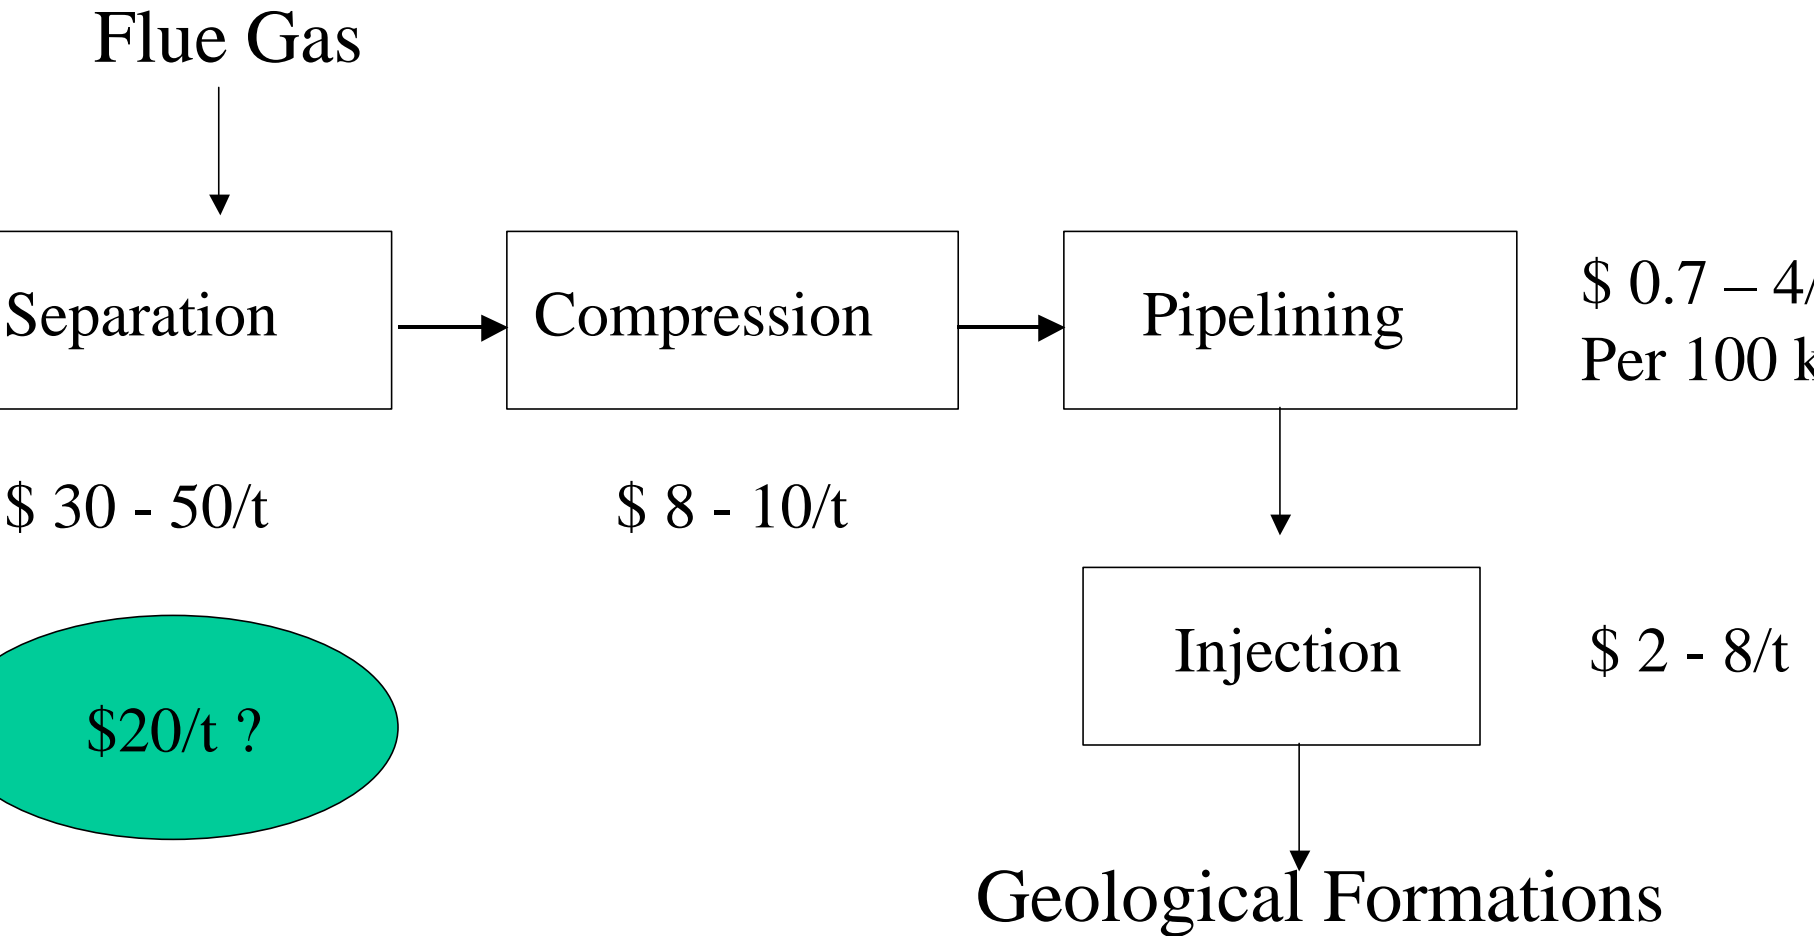 Flue Gas
Separation
Compression
Pipelining
$ 0.7 – 4/
Per 100 k
$ 30 - 50/t
$ 8 - 10/t
Injection
$ 2 - 8/t
$20/t ?
Geological Formations